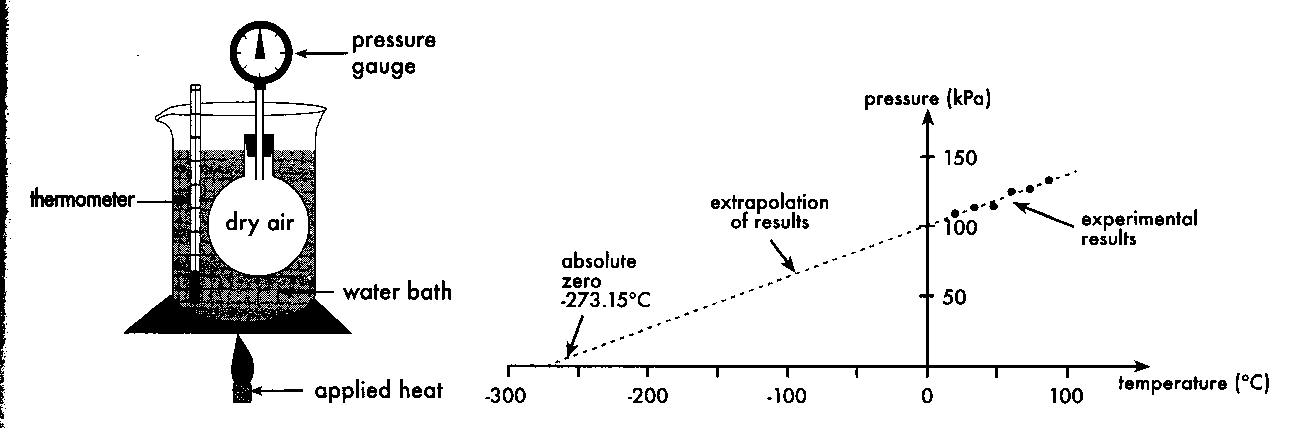 pressure
gauge
thermometer
dry air
water bath
applied heat
pressure (kPa)
150
100
50
extrapolation
of results
experimental
results
absolute
zero
-273.15°C
-300
-200
-100
0
100
temperature (°C)